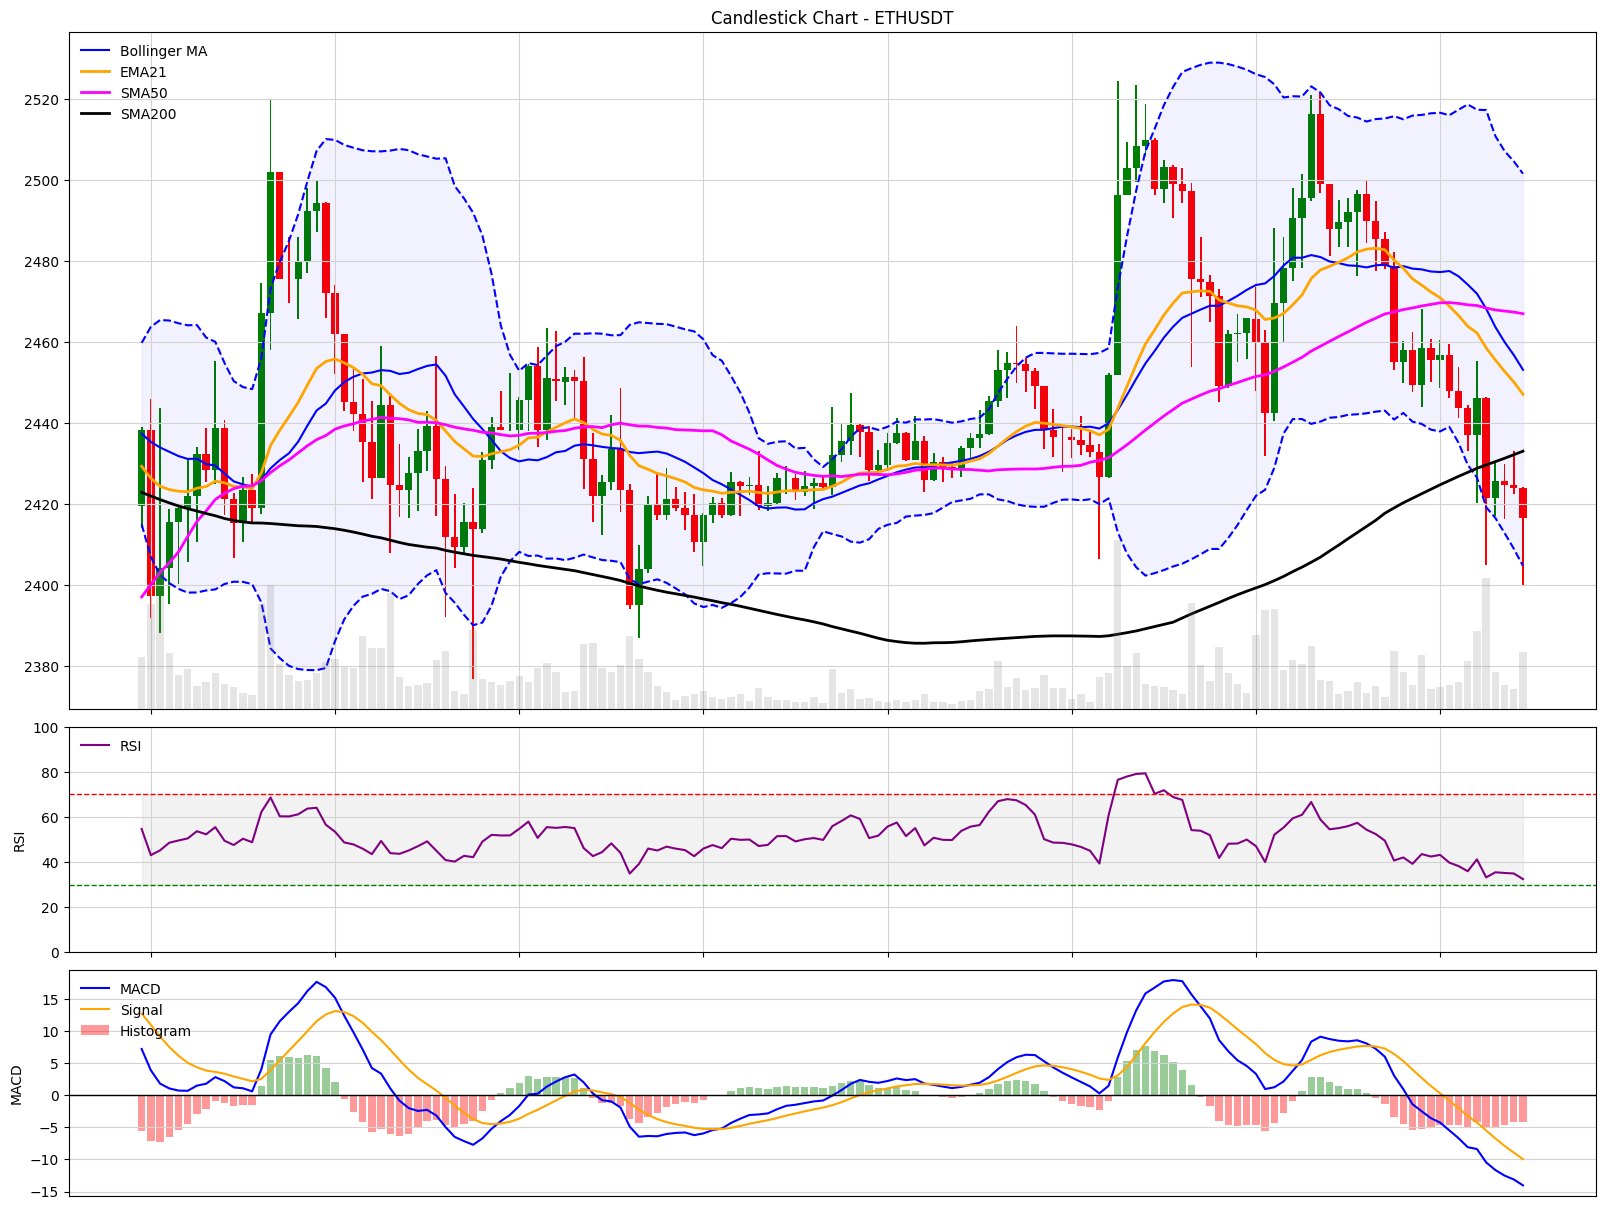 Candlestick Chart - ETHUSDT
Bollinger MA
EMA21
SMA50
SMA200
2520
2500
2480
2460
2440
2420
2400
2380
RSI
RSI
100
80
60
40
20
0
MACD
Signal
Histogram
MACD
15
10
5
0
−5
−10
−15